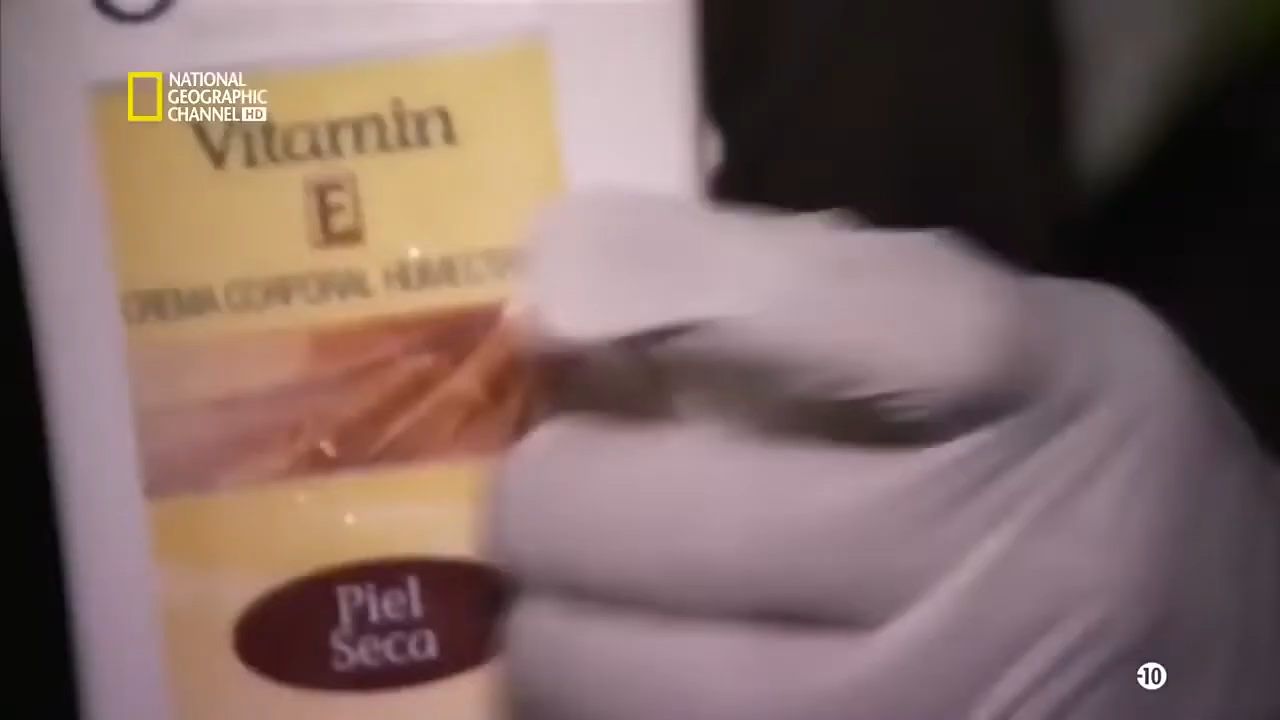 NATIONAL
GEOGRAPHIC
CHANNEL HD
Vitamin
E
CREMA CORPORAL
Piel
Seca
-10